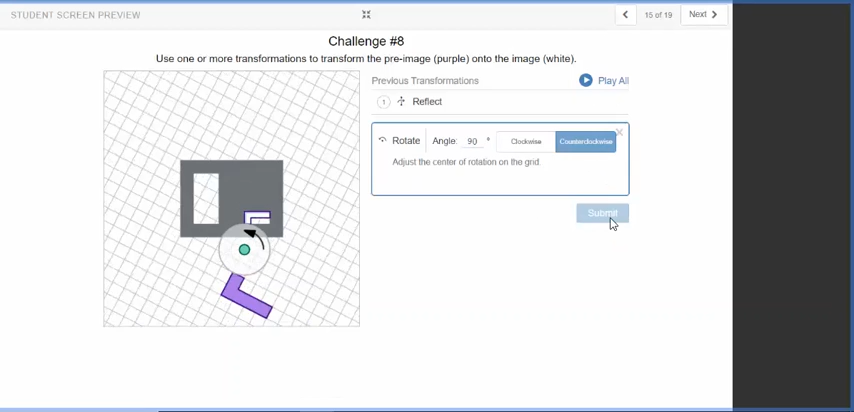 STUDENT SCREEN PREVIEW
15 of 19
Next
Challenge #8
Use one or more transformations to transform the pre-image (purple) onto the image (white).
Previous Transformations
Play All
1 Reflect
Rotate Angle: 90 ° Clockwise Counterclockwise
Adjust the center of rotation on the grid.
Submit